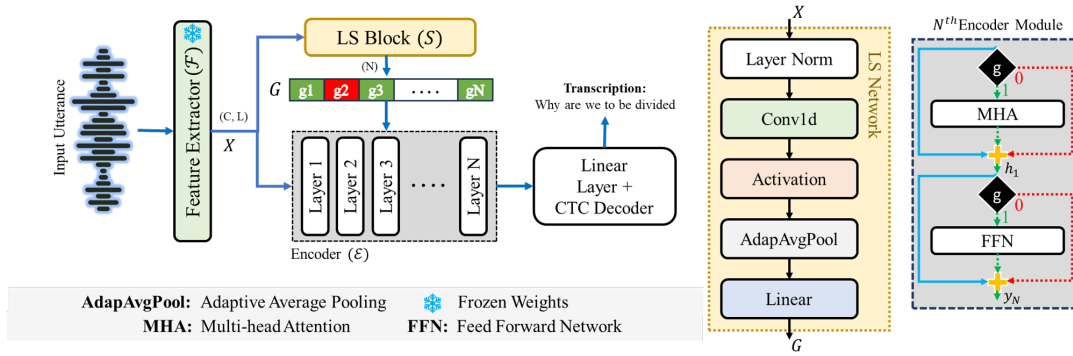 Input Utterance
Feature Extractor (ℱ)
(C, L)
X
LS Block (S)
(N)
G
g1 g2 g3 .... gN
Layer 1
Layer 2
Layer 3
....
Layer N
Encoder (ℰ)
Transcription:
Why are we to be divided
Linear
Layer +
CTC Decoder
AdapAvgPool: Adaptive Average Pooling
Frozen Weights
MHA: Multi-head Attention
FFN: Feed Forward Network
X
Layer Norm
Conv1d
Activation
AdapAvgPool
Linear
G
LS Network
Nᵗʰ Encoder Module
g
0
1
MHA
h₁
g
0
1
FFN
y_N